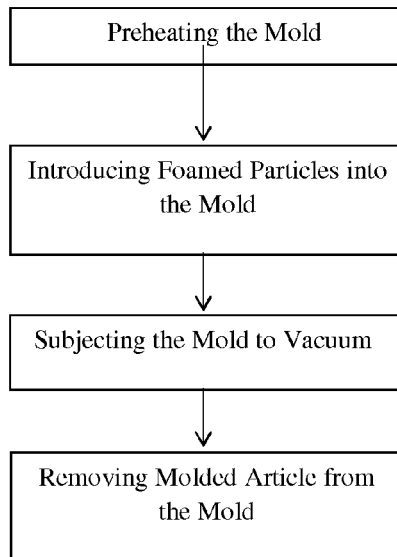 Preheating the Mold
Introducing Foamed Particles into
the Mold
Subjecting the Mold to Vacuum
Removing Molded Article from
the Mold